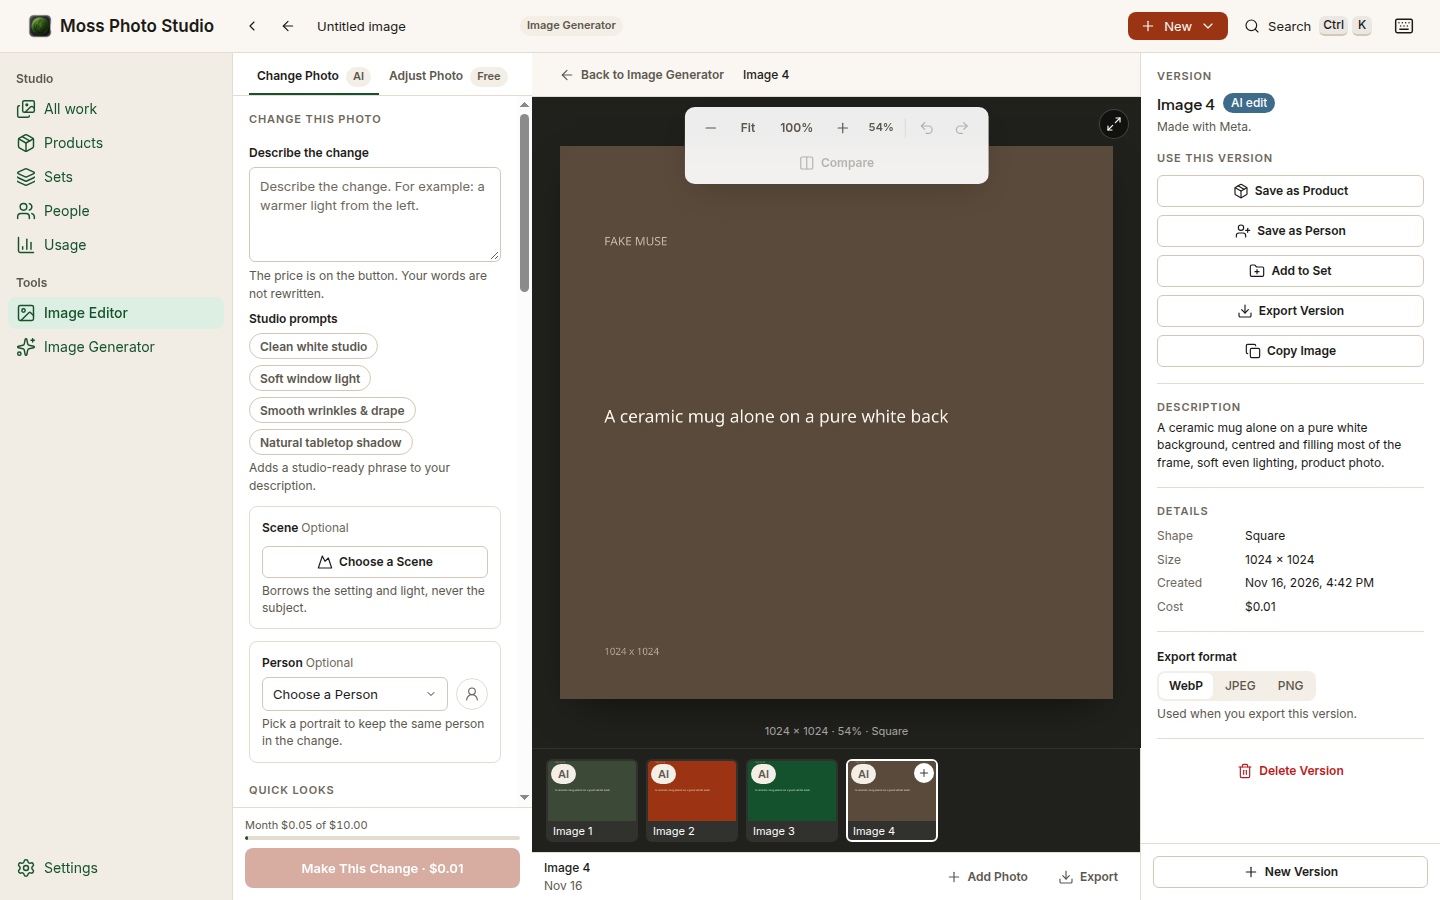 Moss Photo Studio
Untitled image
Image Generator
New
Search
Ctrl
K
Studio
All work
Products
Sets
People
Usage
Tools
Image Editor
Image Generator
Settings
Change Photo
AI
Adjust Photo
Free
CHANGE THIS PHOTO
Describe the change
Describe the change. For example: a
warmer light from the left.
The price is on the button. Your words are
not rewritten.
Studio prompts
Clean white studio
Soft window light
Smooth wrinkles & drape
Natural tabletop shadow
Adds a studio-ready phrase to your
description.
Scene Optional
Choose a Scene
Borrows the setting and light, never the
subject.
Person Optional
Choose a Person
Pick a portrait to keep the same person
in the change.
QUICK LOOKS
Month $0.05 of $10.00
Make This Change · $0.01
Back to Image Generator
Image 4
Fit
100%
54%
Compare
FAKE MUSE
A ceramic mug alone on a pure white back
1024 x 1024
1024 × 1024 · 54% · Square
AI
Image 1
AI
Image 2
AI
Image 3
AI
Image 4
Image 4
Nov 16
Add Photo
Export
VERSION
Image 4
AI edit
Made with Meta.
USE THIS VERSION
Save as Product
Save as Person
Add to Set
Export Version
Copy Image
DESCRIPTION
A ceramic mug alone on a pure white
background, centred and filling most of the
frame, soft even lighting, product photo.
DETAILS
Shape Square
Size 1024 × 1024
Created Nov 16, 2026, 4:42 PM
Cost $0.01
Export format
WebP
JPEG
PNG
Used when you export this version.
Delete Version
New Version